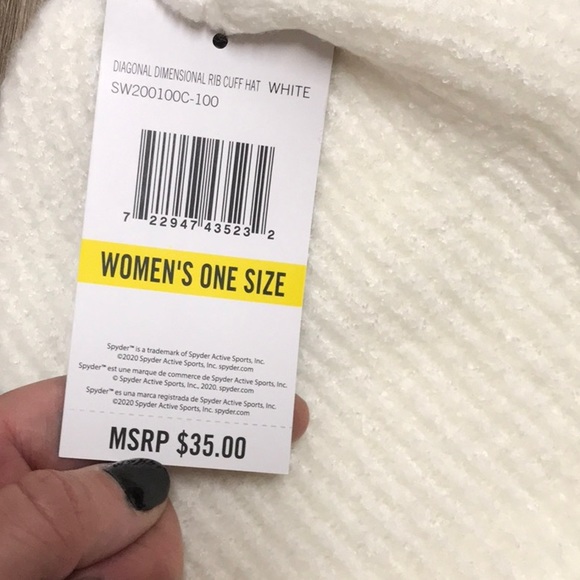 DIAGONAL DIMENSIONAL RIB CUFF HAT WHITE
SW200100C-100
7 22947 43523 2
WOMEN'S ONE SIZE
Spyder™ is a trademark of Spyder Active Sports, Inc.
©2020 Spyder Active Sports, Inc. spyder.com
Spyder™ est une marque de commerce de Spyder Active Sports, Inc.
© Spyder Active Sports, Inc., 2020. spyder.com
Spyder™ es una marca registrada de Spyder Active Sports, Inc.
©2020 Spyder Active Sports, Inc. spyder.com
MSRP $35.00